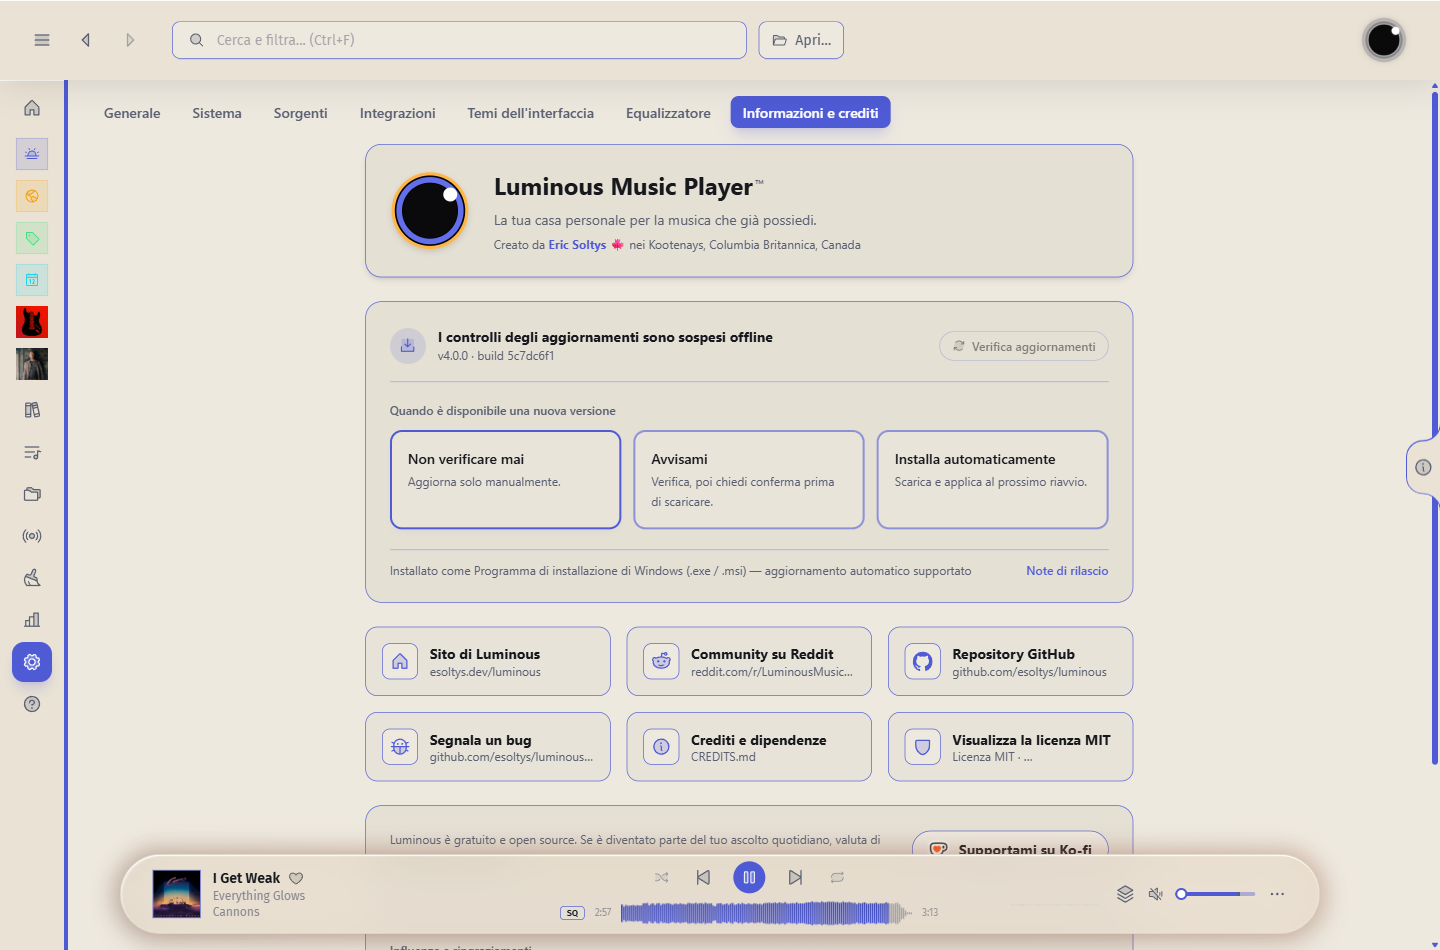 Cerca e filtra... (Ctrl+F)
Apri...
Generale
Sistema
Sorgenti
Integrazioni
Temi dell'interfaccia
Equalizzatore
Informazioni e crediti
Luminous Music Player™
La tua casa personale per la musica che già possiedi.
Creato da Eric Soltys nei Kootenays, Columbia Britannica, Canada
I controlli degli aggiornamenti sono sospesi offline
v4.0.0 · build 5c7dc6f1
Verifica aggiornamenti
Quando è disponibile una nuova versione
Non verificare mai
Aggiorna solo manualmente.
Avvisami
Verifica, poi chiedi conferma prima
di scaricare.
Installa automaticamente
Scarica e applica al prossimo riavvio.
Installato come Programma di installazione di Windows (.exe / .msi) — aggiornamento automatico supportato
Note di rilascio
Sito di Luminous
esoltys.dev/luminous
Community su Reddit
reddit.com/r/LuminousMusic...
Repository GitHub
github.com/esoltys/luminous
Segnala un bug
github.com/esoltys/luminous...
Crediti e dipendenze
CREDITS.md
Visualizza la licenza MIT
Licenza MIT · ...
Luminous è gratuito e open source. Se è diventato parte del tuo ascolto quotidiano, valuta di
Supportami su Ko-fi
I Get Weak
Everything Glows
Cannons
SQ
2:57
3:13